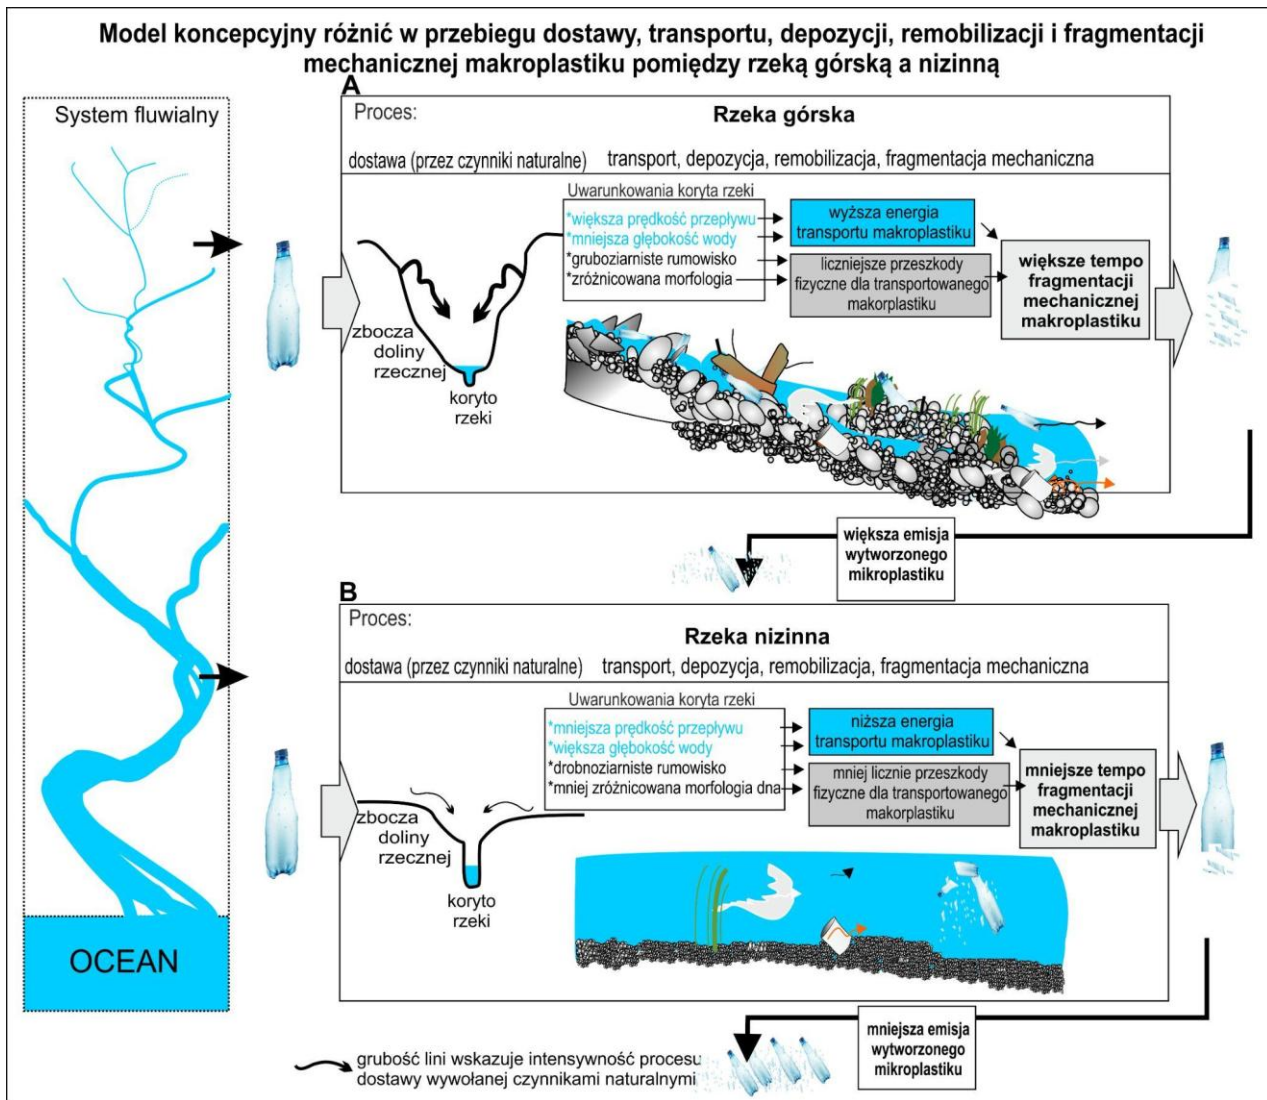 Model koncepcyjny różnić w przebiegu dostawy, transportu, depozycji, remobilizacji i fragmentacji
mechanicznej makroplastiku pomiędzy rzeką górską a nizinną
System fluwialny
OCEAN
A
Proces:
Rzeka górska
dostawa (przez czynniki naturalne)
transport, depozycja, remobilizacja, fragmentacja mechaniczna
zbocza
doliny
rzecznej
koryto
rzeki
Uwarunkowania koryta rzeki
*większa prędkość przepływu
*mniejsza głębokość wody
*gruboziarniste rumowisko
*zróżnicowana morfologia
wyższa energia
transportu makroplastiku
liczniejsze przeszkody
fizyczne dla transportowanego
makorplastiku
większe tempo
fragmentacji
mechanicznej
makroplastiku
większa emisja
wytworzonego
mikroplastiku
B
Proces:
Rzeka nizinna
dostawa (przez czynniki naturalne)
transport, depozycja, remobilizacja, fragmentacja mechaniczna
zbocza
doliny
rzecznej
koryto
rzeki
Uwarunkowania koryta rzeki
*mniejsza prędkość przepływu
*większa głębokość wody
*drobnoziarniste rumowisko
*mniej zróżnicowana morfologia dna
niższa energia
transportu makroplastiku
mniej licznie przeszkody
fizyczne dla transportowanego
makorplastiku
mniejsze tempo
fragmentacji
mechanicznej
makroplastiku
mniejsza emisja
wytworzonego
mikroplastiku
grubość lini wskazuje intensywność procesu
dostawy wywołanej czynnikami naturalnymi